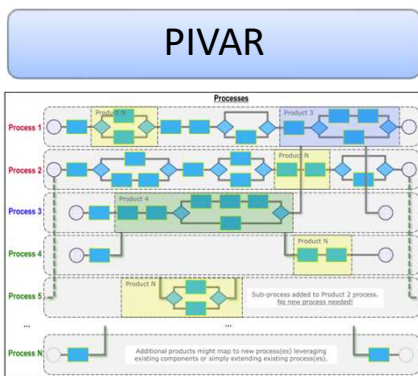 PIVAR
Processes
Product N
Product 3
Process 1
Product N
Process 2
Product 4
Process 3
Product N
Process 4
Product N
Sub-process added to Product 2 process.
No new process needed!
Process 5
... ...
Process N
Additional products might map to new process(es) leveraging
existing components or simply extending existing process(es).